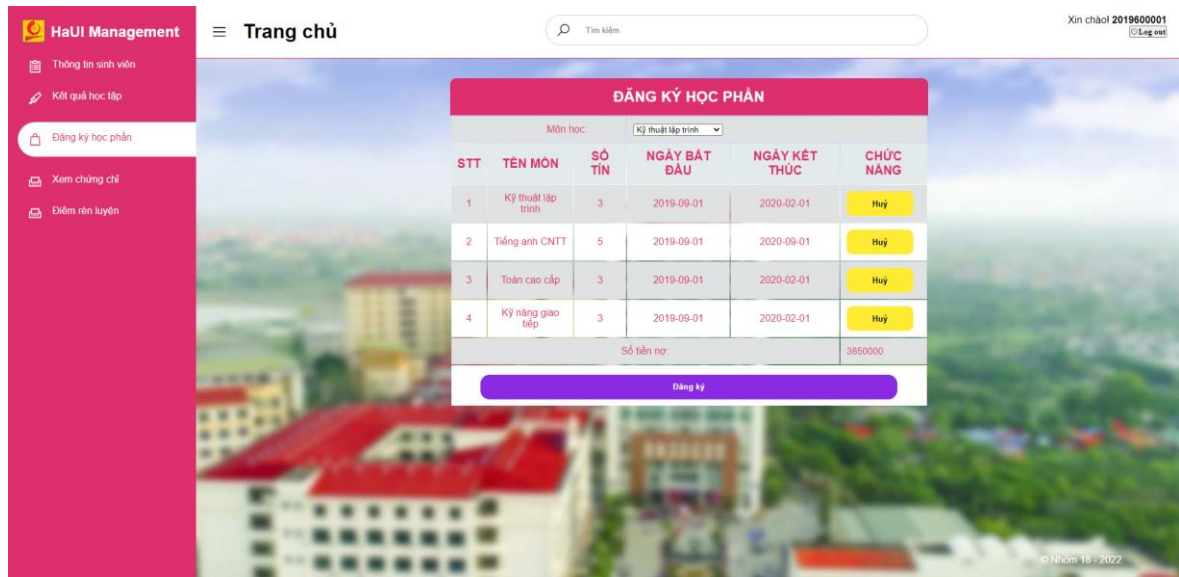 HaUI Management
Trang chủ
Tìm kiếm
Xin chào! 2019600001
Log out
Thông tin sinh viên
Kết quả học tập
Đăng ký học phần
Xem chứng chỉ
Điểm rèn luyện
ĐĂNG KÝ HỌC PHẦN
Môn học: Kỹ thuật lập trình
STT TÊN MÔN SỐ TÍN NGÀY BẮT ĐẦU NGÀY KẾT THÚC CHỨC NĂNG
1 Kỹ thuật lập trình 3 2019-09-01 2020-02-01 Huỷ
2 Tiếng anh CNTT 5 2019-09-01 2020-09-01 Huỷ
3 Toán cao cấp 3 2019-09-01 2020-02-01 Huỷ
4 Kỹ năng giao tiếp 3 2019-09-01 2020-02-01 Huỷ
Số tiền nợ: 3850000
Đăng ký
© Nhóm 18 - 2022